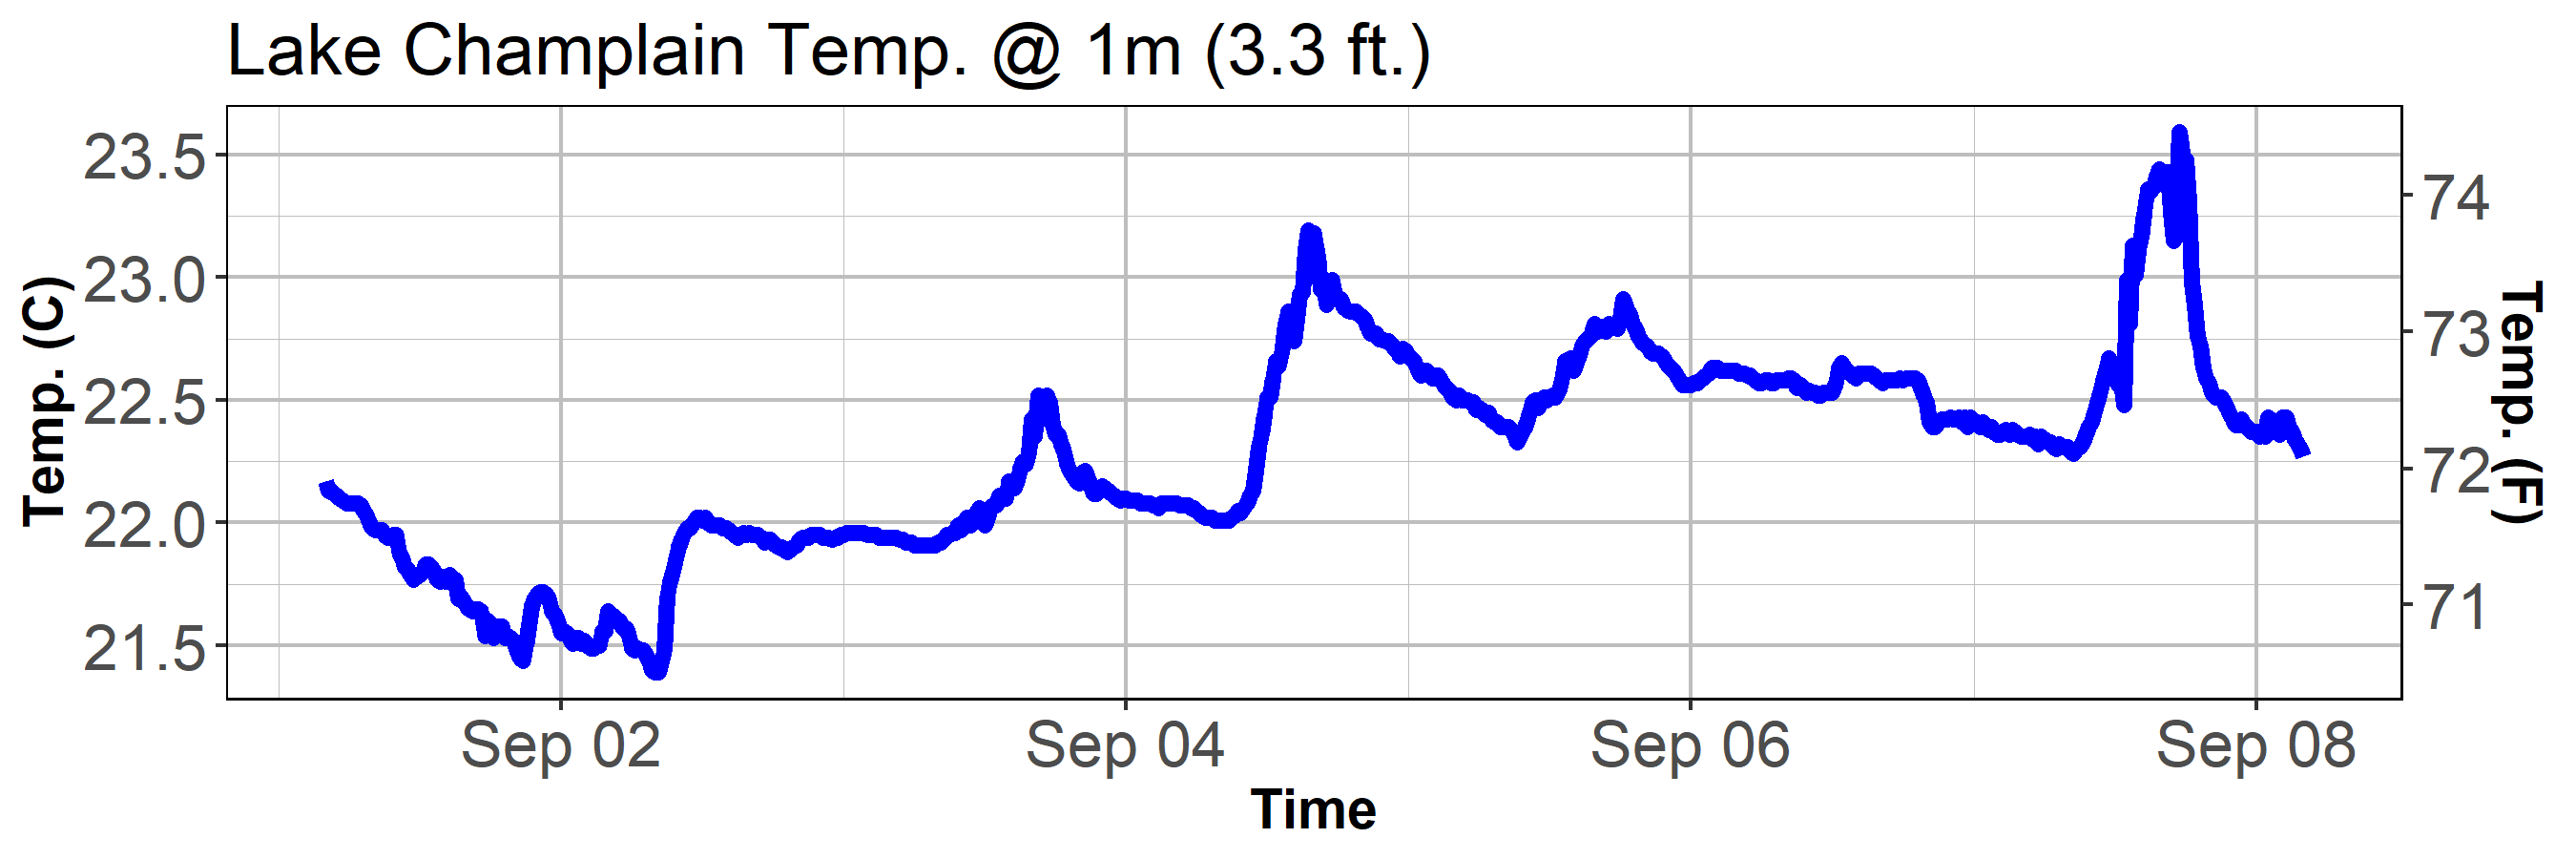 Lake Champlain Temp. @ 1m (3.3 ft.)
Temp. (C)
23.5
23.0
22.5
22.0
21.5
74
73
72
71
Temp. (F)
Sep 02
Sep 04
Sep 06
Sep 08
Time